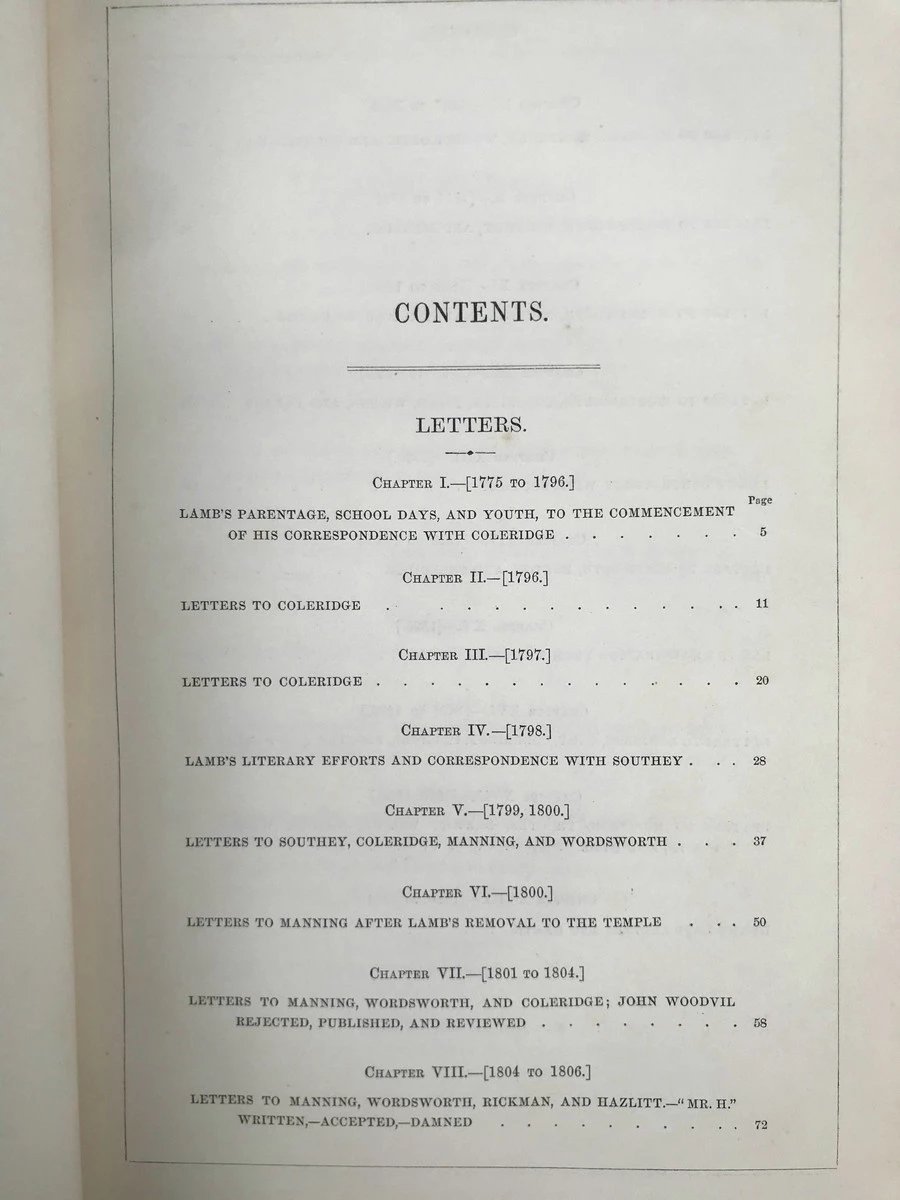 CONTENTS.
LETTERS.
CHAPTER I.—[1775 TO 1796.]
Page
LAMB'S PARENTAGE, SCHOOL DAYS, AND YOUTH, TO THE COMMENCEMENT
OF HIS CORRESPONDENCE WITH COLERIDGE . . . . . . . 5
CHAPTER II.—[1796.]
LETTERS TO COLERIDGE . . . . . . . . . . . . . 11
CHAPTER III.—[1797.]
LETTERS TO COLERIDGE . . . . . . . . . . . . . . 20
CHAPTER IV.—[1798.]
LAMB'S LITERARY EFFORTS AND CORRESPONDENCE WITH SOUTHEY . . . 28
CHAPTER V.—[1799, 1800.]
LETTERS TO SOUTHEY, COLERIDGE, MANNING, AND WORDSWORTH . . . 37
CHAPTER VI.—[1800.]
LETTERS TO MANNING AFTER LAMB'S REMOVAL TO THE TEMPLE . . . 50
CHAPTER VII.—[1801 TO 1804.]
LETTERS TO MANNING, WORDSWORTH, AND COLERIDGE; JOHN WOODVIL
REJECTED, PUBLISHED, AND REVIEWED . . . . . . . . 58
CHAPTER VIII.—[1804 TO 1806.]
LETTERS TO MANNING, WORDSWORTH, RICKMAN, AND HAZLITT.—"MR. H."
WRITTEN,—ACCEPTED,—DAMNED . . . . . . . . . . 72